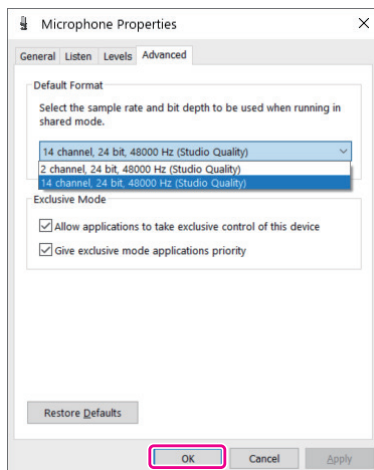 Microphone Properties
General Listen Levels Advanced
Default Format
Select the sample rate and bit depth to be used when running in
shared mode.
14 channel, 24 bit, 48000 Hz (Studio Quality)
2 channel, 24 bit, 48000 Hz (Studio Quality)
14 channel, 24 bit, 48000 Hz (Studio Quality)
Exclusive Mode
Allow applications to take exclusive control of this device
Give exclusive mode applications priority
Restore Defaults
OK Cancel Apply